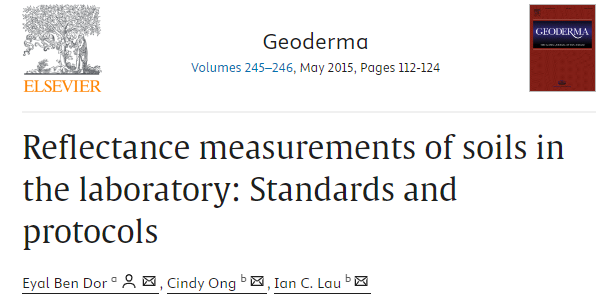 Geoderma
Volumes 245–246, May 2015, Pages 112-124
ELSEVIER
GEODERMA
Reflectance measurements of soils in
the laboratory: Standards and
protocols
Eyal Ben Dor a, Cindy Ong b, Ian C. Lau b